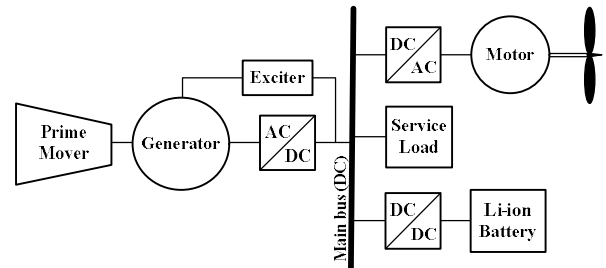 Prime
Mover
Generator
Exciter
AC
DC
Main bus (DC)
DC
AC
Motor
Service
Load
DC
DC
Li-ion
Battery